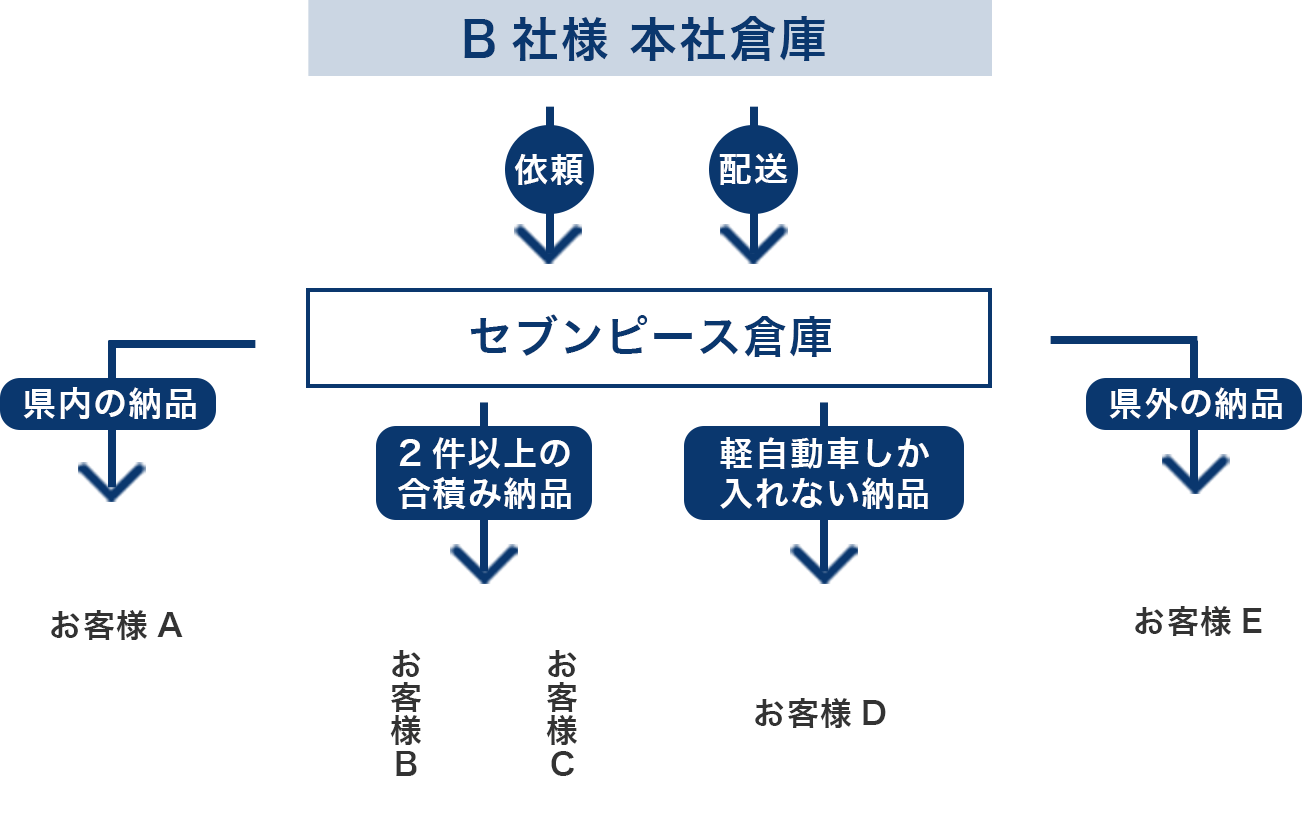 B 社様 本社倉庫
依頼
配送
セブンピース倉庫
県内の納品
県外の納品
2 件以上の
合積み納品
軽自動車しか
入れない納品
お客様 A
お客様 E
お客様B
お客様C
お客様 D